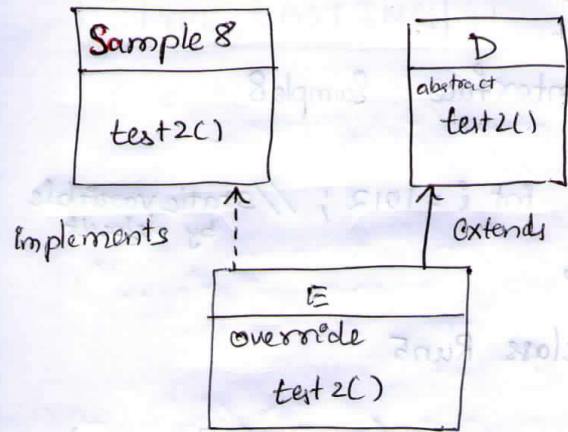 Sample 8
test2()
D
abstract
test2()
implements
extends
E
override
test2()